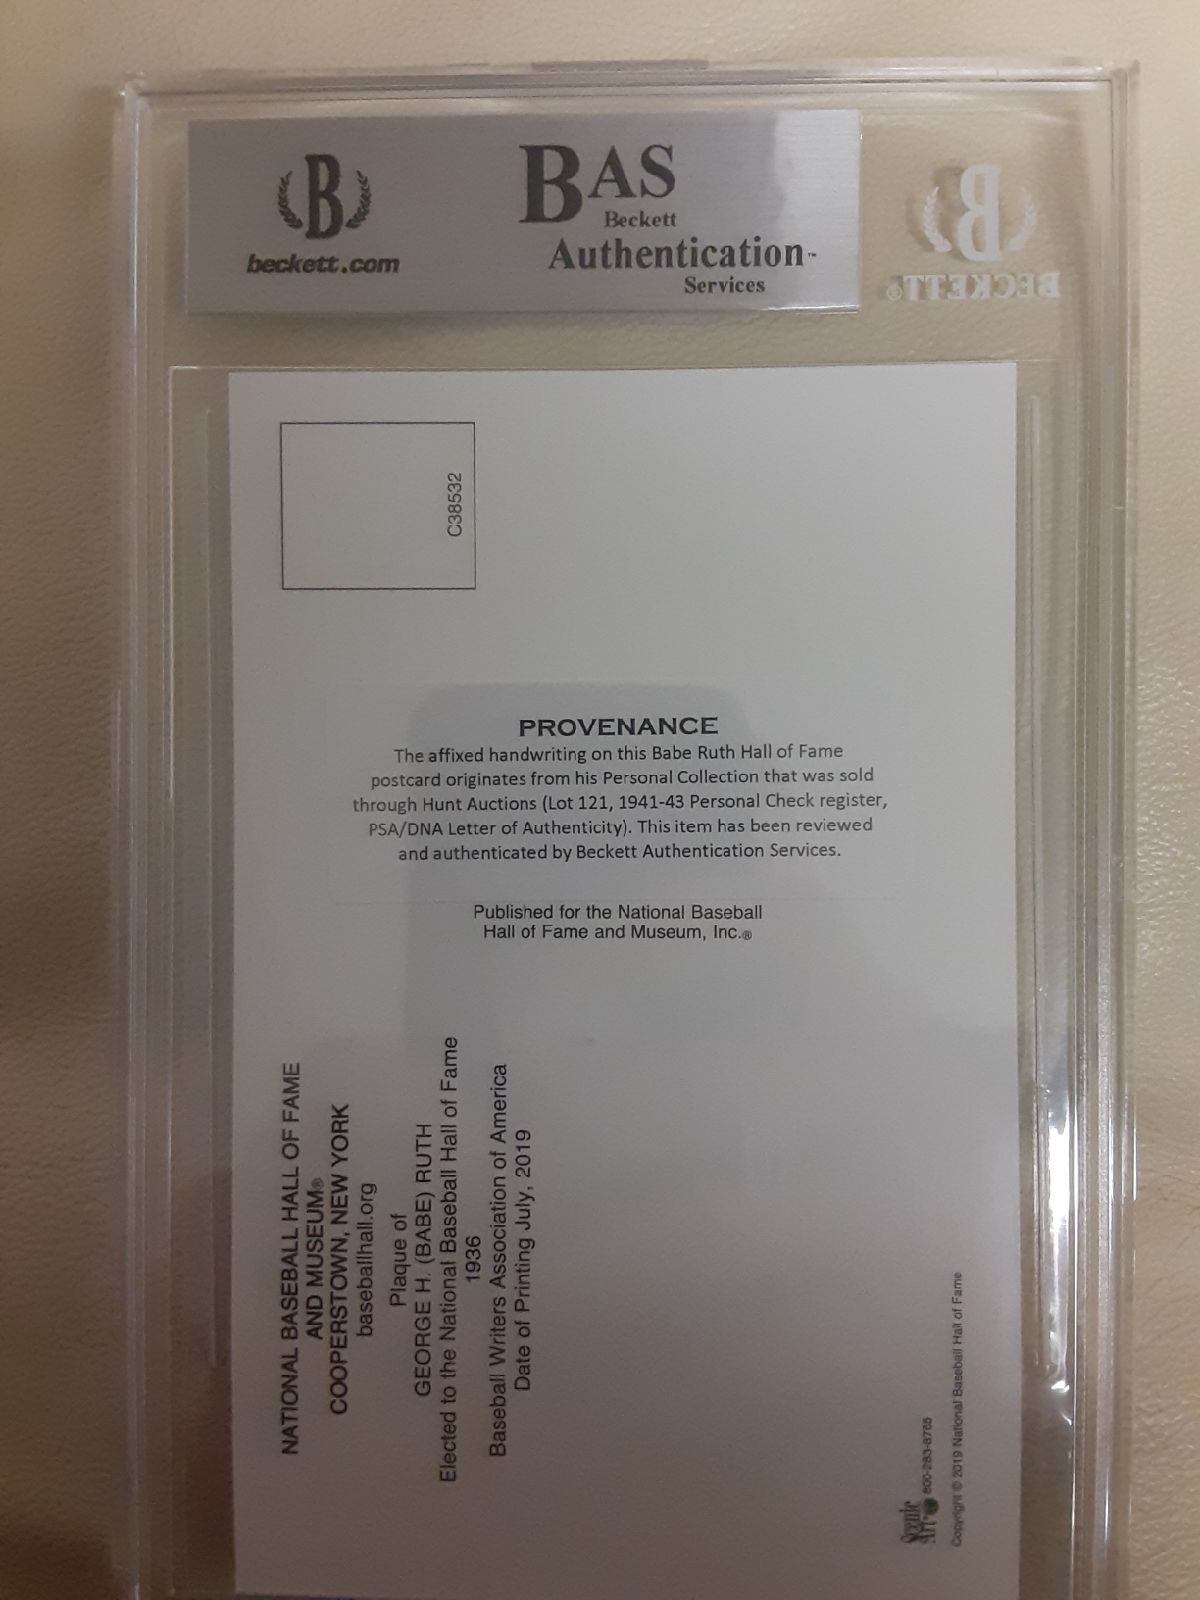 B
beckett.com
BAS
Beckett
Authentication™
Services
B
BECKETT®
C38532
PROVENANCE
The affixed handwriting on this Babe Ruth Hall of Fame
postcard originates from his Personal Collection that was sold
through Hunt Auctions (Lot 121, 1941-43 Personal Check register,
PSA/DNA Letter of Authenticity). This item has been reviewed
and authenticated by Beckett Authentication Services.
Published for the National Baseball
Hall of Fame and Museum, Inc.®
NATIONAL BASEBALL HALL OF FAME
AND MUSEUM®
COOPERSTOWN, NEW YORK
baseballhall.org
Plaque of
GEORGE H. (BABE) RUTH
Elected to the National Baseball Hall of Fame
1936
Baseball Writers Association of America
Date of Printing July, 2019
Scenic
Art™ 800-283-8765
Copyright © 2019 National Baseball Hall of Fame